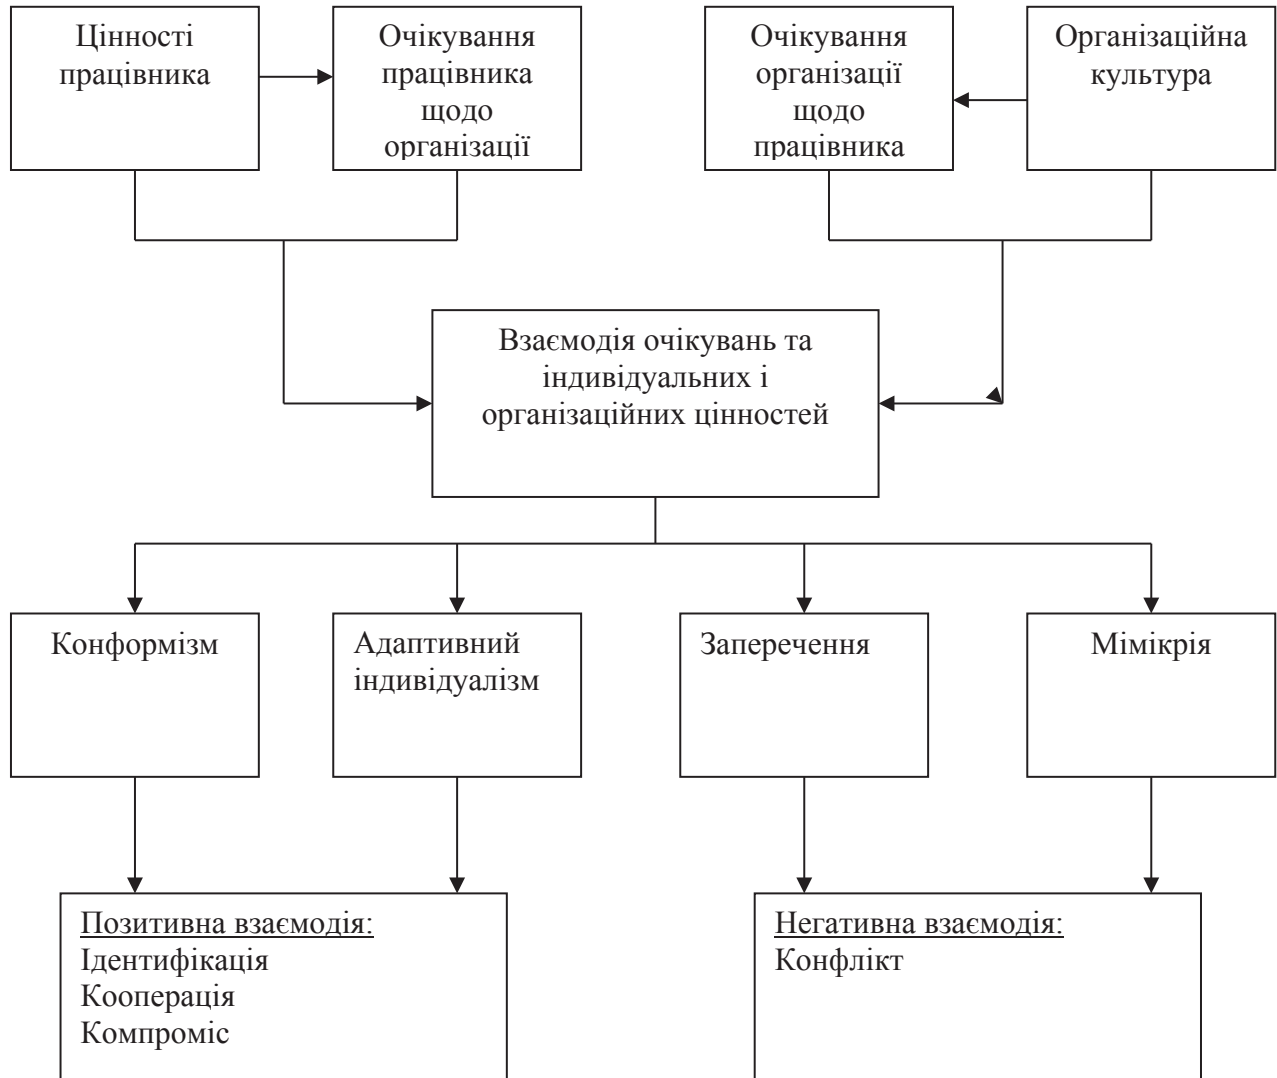 Цінності
працівника
Очікування
працівника
щодо
організації
Очікування
організації
щодо
працівника
Організаційна
культура
Взаємодія очікувань та
індивідуальних і
організаційних цінностей
Конформізм
Адаптивний
індивідуалізм
Заперечення
Мімікрія
Позитивна взаємодія:
Ідентифікація
Кооперація
Компроміс
Негативна взаємодія:
Конфлікт